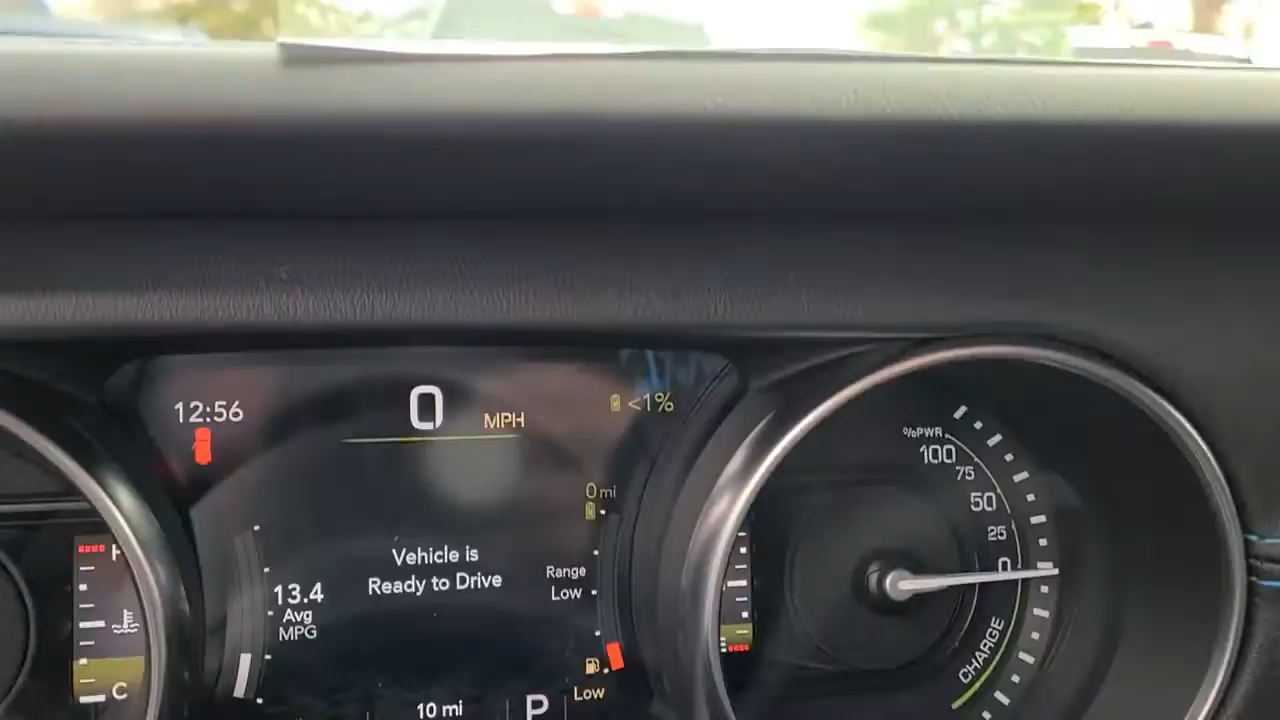 12:56
0 MPH
<1%
0 mi
Vehicle is
Ready to Drive
Range
Low
13.4
Avg
MPG
Low
10 mi
P
H
C
%PWR
100
75
50
25
0
CHARGE